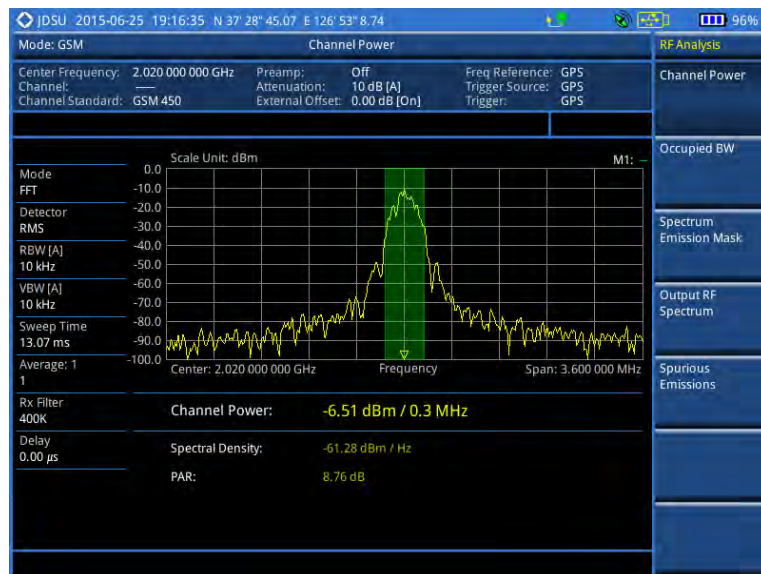 JDSU 2015-06-25 19:16:35 N 37' 28" 45.07 E 126' 53" 8.74 96%
Mode: GSM Channel Power RF Analysis
Center Frequency: 2.020 000 000 GHz Preamp: Off Freq Reference: GPS
Channel: ---- Attenuation: 10 dB [A] Trigger Source: GPS
Channel Standard: GSM 450 External Offset: 0.00 dB [On] Trigger: GPS
Channel Power
Occupied BW
Spectrum
Emission Mask
Output RF
Spectrum
Spurious
Emissions
Scale Unit: dBm M1: --
Mode
FFT
Detector
RMS
RBW [A]
10 kHz
VBW [A]
10 kHz
Sweep Time
13.07 ms
Average: 1
1
Rx Filter
400K
Delay
0.00 µs
0.0
-10.0
-20.0
-30.0
-40.0
-50.0
-60.0
-70.0
-80.0
-90.0
-100.0
Center: 2.020 000 000 GHz Frequency Span: 3.600 000 MHz
Channel Power: -6.51 dBm / 0.3 MHz
Spectral Density: -61.28 dBm / Hz
PAR: 8.76 dB